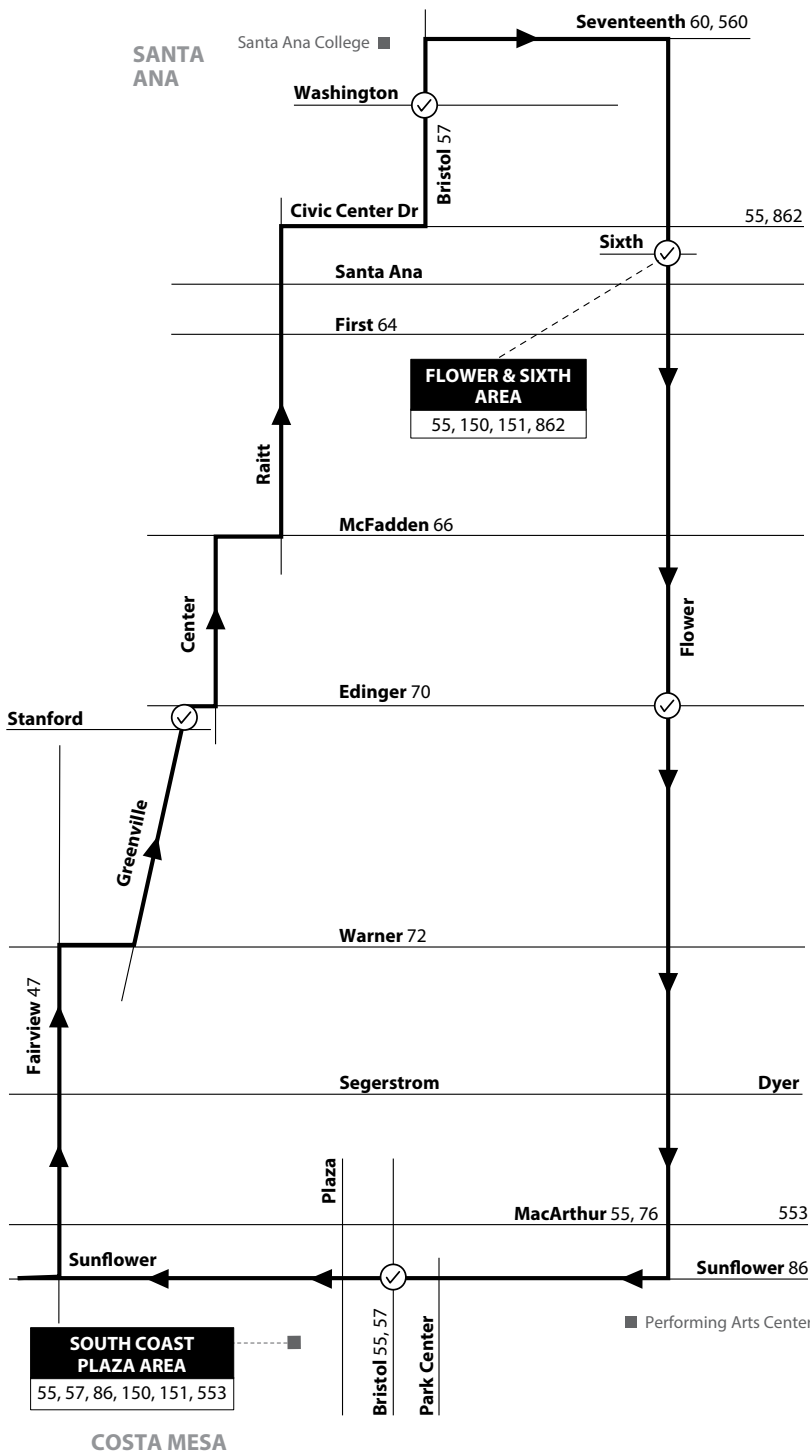 Seventeenth 60, 560
Santa Ana College
SANTA
ANA
Washington
Bristol 57
Civic Center Dr
55, 862
Sixth
Santa Ana
First 64
FLOWER & SIXTH
AREA
55, 150, 151, 862
Raitt
McFadden 66
Center
Flower
Edinger 70
Stanford
Greenville
Warner 72
Fairview 47
Segerstrom
Dyer
Plaza
MacArthur 55, 76
553
Sunflower
Sunflower 86
Performing Arts Center
SOUTH COAST
PLAZA AREA
55, 57, 86, 150, 151, 553
Bristol 55, 57
Park Center
COSTA MESA